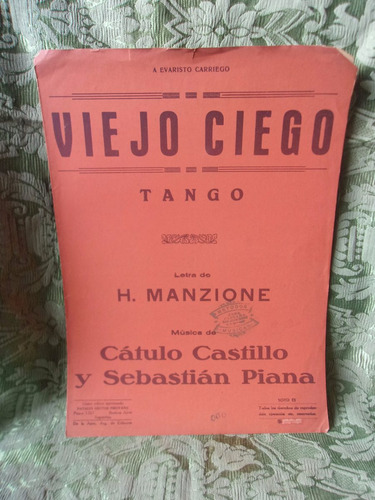 A EVARISTO CARRIEGO
VIEJO CIEGO
TANGO
Letra de
H. MANZIONE
Música de
Cátulo Castillo
y Sebastián Piana